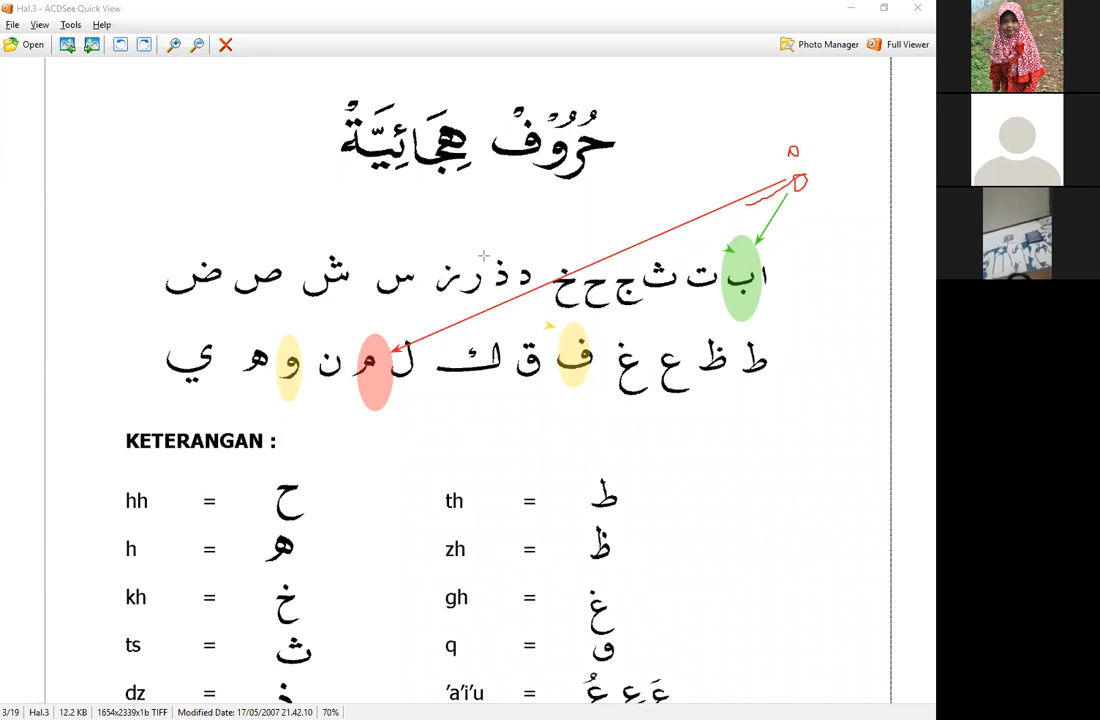 Hal.3 - ACDSee Quick View
File View Tools Help
Open Photo Manager Full Viewer
حُرُوْفْ هِجَائِيَّةْ
ا ب ت ث ج ح خ د ذ ر ز س ش ص ض
ط ظ ع غ ف ق ك ل م ن و ه ي
KETERANGAN :
hh = ح th = ط
h = ه zh = ظ
kh = خ gh = غ
ts = ث q = ق
dz = 'a'i'u = عَ عِ عُ
3/19 Hal.3 12.2 KB 1654x2339x1b TIFF Modified Date: 17/05/2007 21.42.10 70%